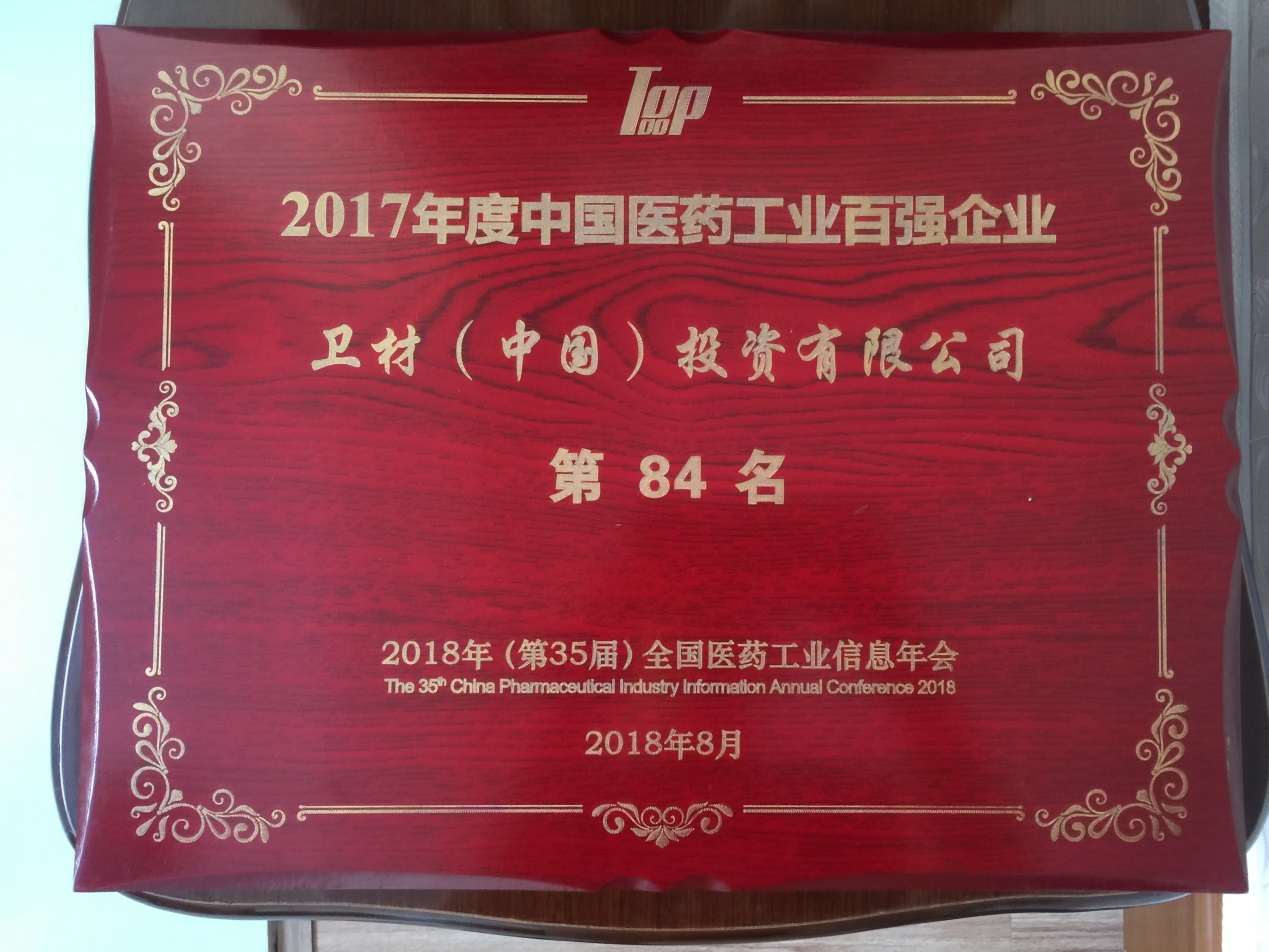 Top100
2017年度中国医药工业百强企业
卫材（中国）投资有限公司
第 84 名
2018年（第35届）全国医药工业信息年会
The 35th China Pharmaceutical Industry Information Annual Conference 2018
2018年8月